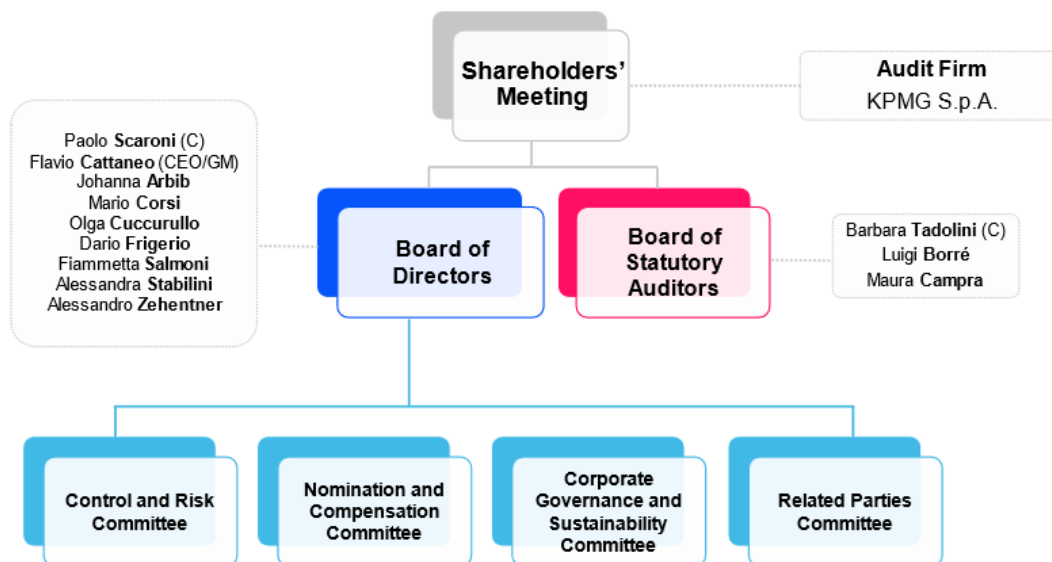 Shareholders'
Meeting
Audit Firm
KPMG S.p.A.
Paolo Scaroni (C)
Flavio Cattaneo (CEO/GM)
Johanna Arbib
Mario Corsi
Olga Cuccurullo
Dario Frigerio
Fiammetta Salmoni
Alessandra Stabilini
Alessandro Zehentner
Board of
Directors
Board of
Statutory
Auditors
Barbara Tadolini (C)
Luigi Borré
Maura Campra
Control and Risk
Committee
Nomination and
Compensation
Committee
Corporate
Governance and
Sustainability
Committee
Related Parties
Committee